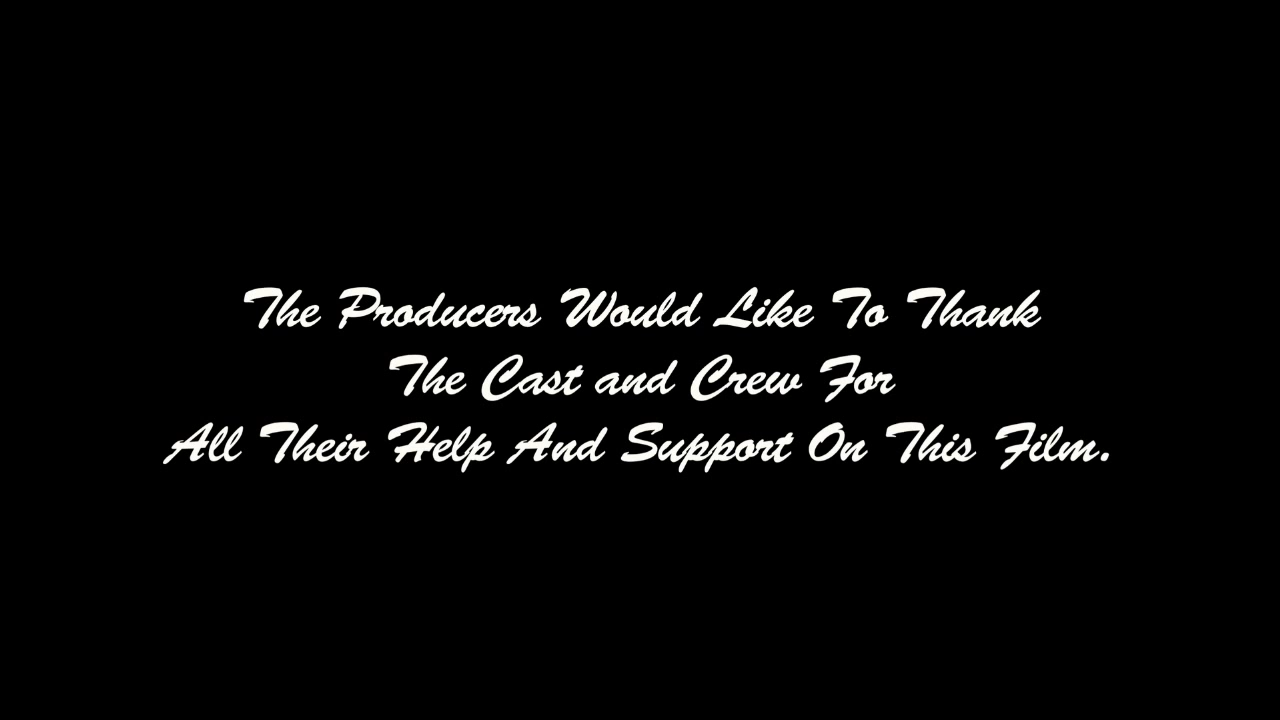 The Producers Would Like To Thank
The Cast and Crew For
All Their Help And Support On This Film.